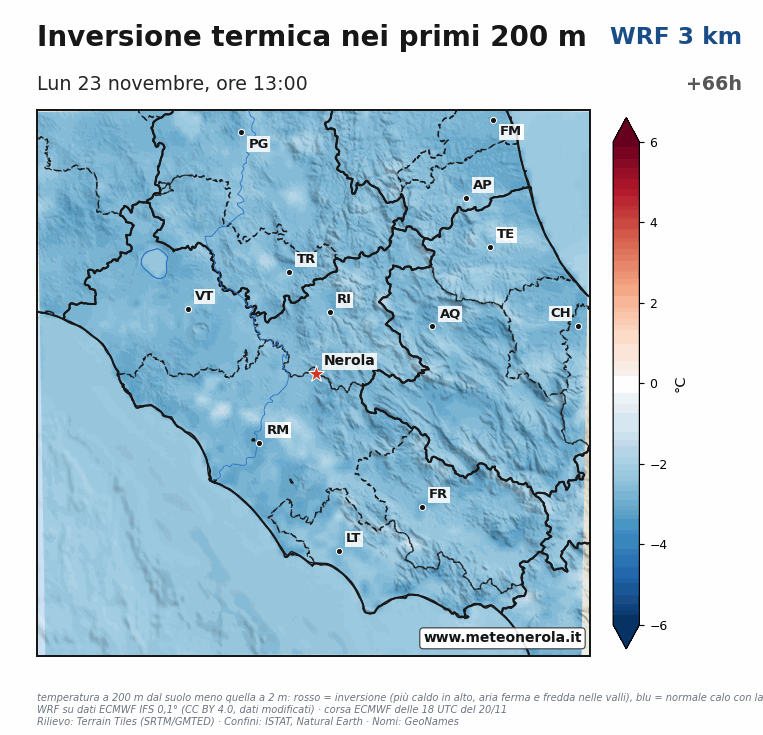 Inversione termica nei primi 200 m
WRF 3 km
Lun 23 novembre, ore 13:00
+66h
FM
PG
AP
TE
TR
VT
RI
AQ
CH
Nerola
RM
FR
LT
www.meteonerola.it
6
4
2
0
−2
−4
−6
°C
temperatura a 200 m dal suolo meno quella a 2 m: rosso = inversione (più caldo in alto, aria ferma e fredda nelle valli), blu = normale calo con la
WRF su dati ECMWF IFS 0,1° (CC BY 4.0, dati modificati) · corsa ECMWF delle 18 UTC del 20/11
Rilievo: Terrain Tiles (SRTM/GMTED) · Confini: ISTAT, Natural Earth · Nomi: GeoNames